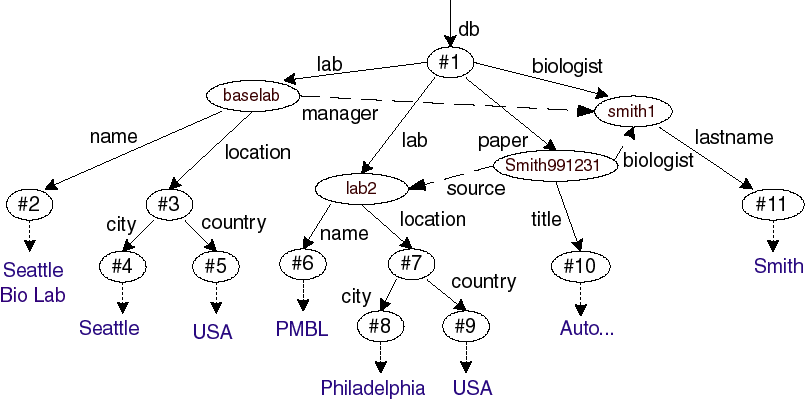 db
#1
lab
biologist
baselab
manager
smith1
name
location
lab
paper
lastname
Smith991231
biologist
lab2
source
#2
#3
#11
city
country
name
location
title
Seattle
Bio Lab
#4
#5
#6
#7
#10
Smith
city
country
Seattle
USA
PMBL
#8
#9
Auto...
Philadelphia
USA